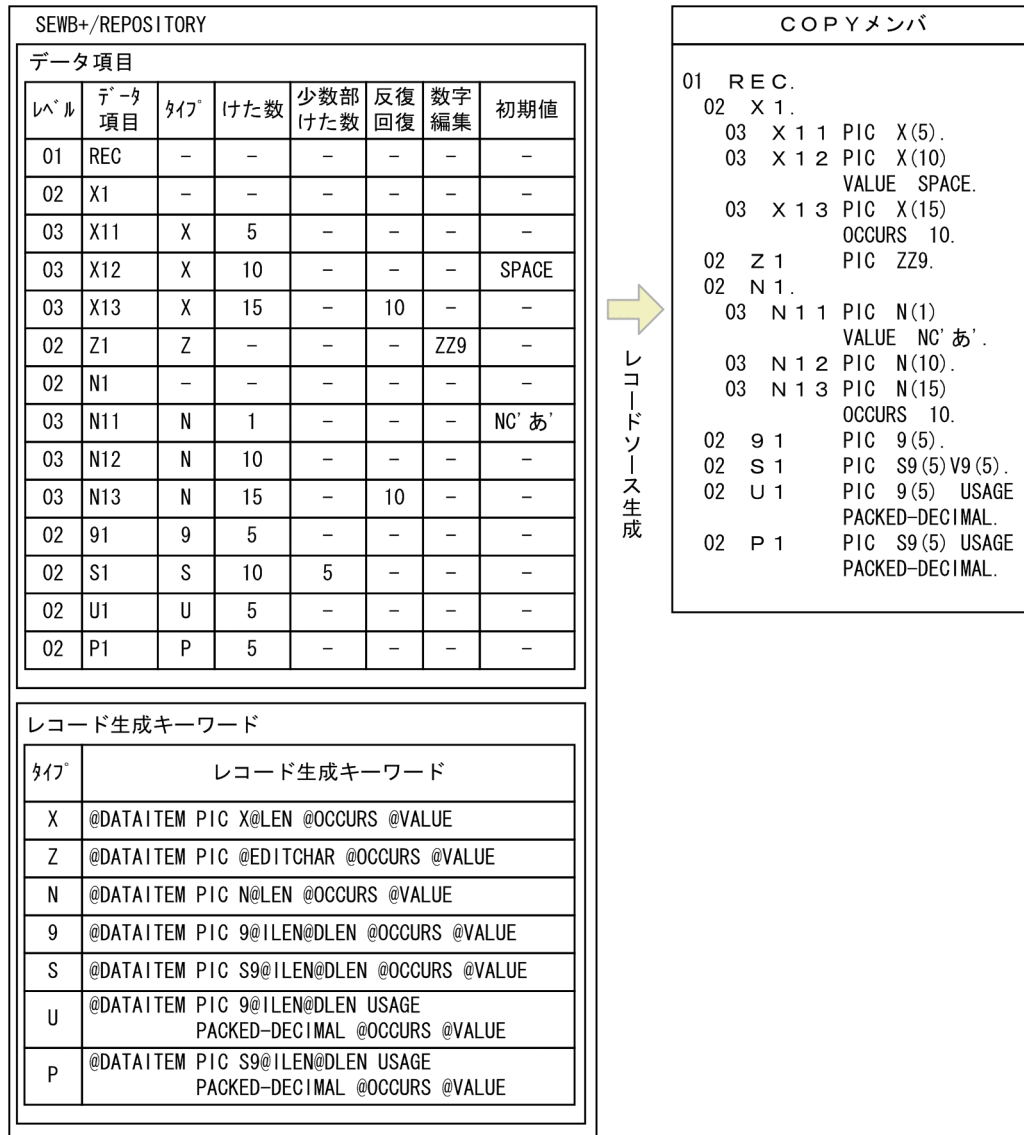 SEWB+/REPOSITORY
データ項目
ﾚﾍﾞﾙ ﾃﾞｰﾀ項目 ﾀｲﾌﾟ けた数 少数部けた数 反復回復 数字編集 初期値
01 REC － － － － － －
02 X1 － － － － － －
03 X11 X 5 － － － －
03 X12 X 10 － － － SPACE
03 X13 X 15 － 10 － －
02 Z1 Z － － － ZZ9 －
02 N1 － － － － － －
03 N11 N 1 － － － NC'あ'
03 N12 N 10 － － － －
03 N13 N 15 － 10 － －
02 91 9 5 － － － －
02 S1 S 10 5 － － －
02 U1 U 5 － － － －
02 P1 P 5 － － － －
レコード生成キーワード
ﾀｲﾌﾟ レコード生成キーワード
X @DATAITEM PIC X@LEN @OCCURS @VALUE
Z @DATAITEM PIC @EDITCHAR @OCCURS @VALUE
N @DATAITEM PIC N@LEN @OCCURS @VALUE
9 @DATAITEM PIC 9@ILEN@DLEN @OCCURS @VALUE
S @DATAITEM PIC S9@ILEN@DLEN @OCCURS @VALUE
U @DATAITEM PIC 9@ILEN@DLEN USAGE
PACKED-DECIMAL @OCCURS @VALUE
P @DATAITEM PIC S9@ILEN@DLEN USAGE
PACKED-DECIMAL @OCCURS @VALUE
レコードソース生成
ＣＯＰＹメンバ
01 ＲＥＣ.
02 Ｘ１.
03 Ｘ１１ PIC X(5).
03 Ｘ１２ PIC X(10)
VALUE SPACE.
03 Ｘ１３ PIC X(15)
OCCURS 10.
02 Ｚ１ PIC ZZ9.
02 Ｎ１.
03 Ｎ１１ PIC N(1)
VALUE NC'あ'.
03 Ｎ１２ PIC N(10).
03 Ｎ１３ PIC N(15)
OCCURS 10.
02 ９１ PIC 9(5).
02 Ｓ１ PIC S9(5)V9(5).
02 Ｕ１ PIC 9(5) USAGE
PACKED-DECIMAL.
02 Ｐ１ PIC S9(5) USAGE
PACKED-DECIMAL.